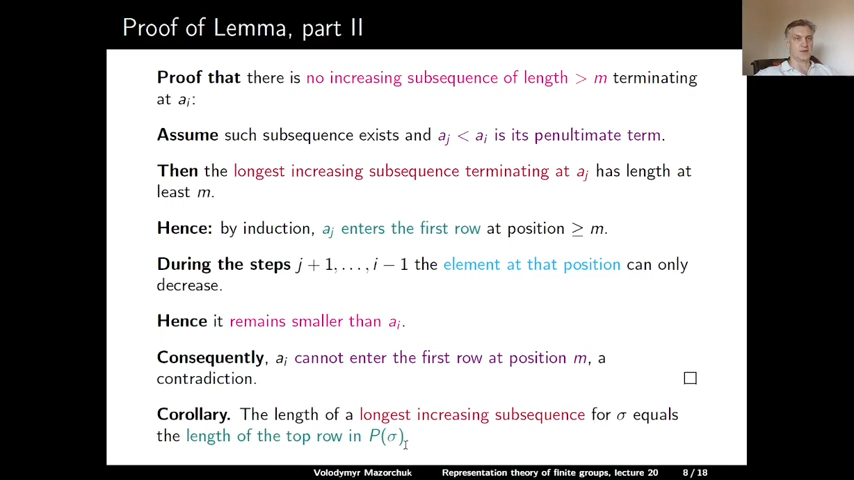 Proof of Lemma, part II
Proof that there is no increasing subsequence of length > m terminating
at aᵢ:
Assume such subsequence exists and aⱼ < aᵢ is its penultimate term.
Then the longest increasing subsequence terminating at aⱼ has length at
least m.
Hence: by induction, aⱼ enters the first row at position ≥ m.
During the steps j + 1, . . . , i − 1 the element at that position can only
decrease.
Hence it remains smaller than aᵢ.
Consequently, aᵢ cannot enter the first row at position m, a
contradiction. □
Corollary. The length of a longest increasing subsequence for σ equals
the length of the top row in P(σ).
Volodymyr Mazorchuk Representation theory of finite groups, lecture 20 8 / 18